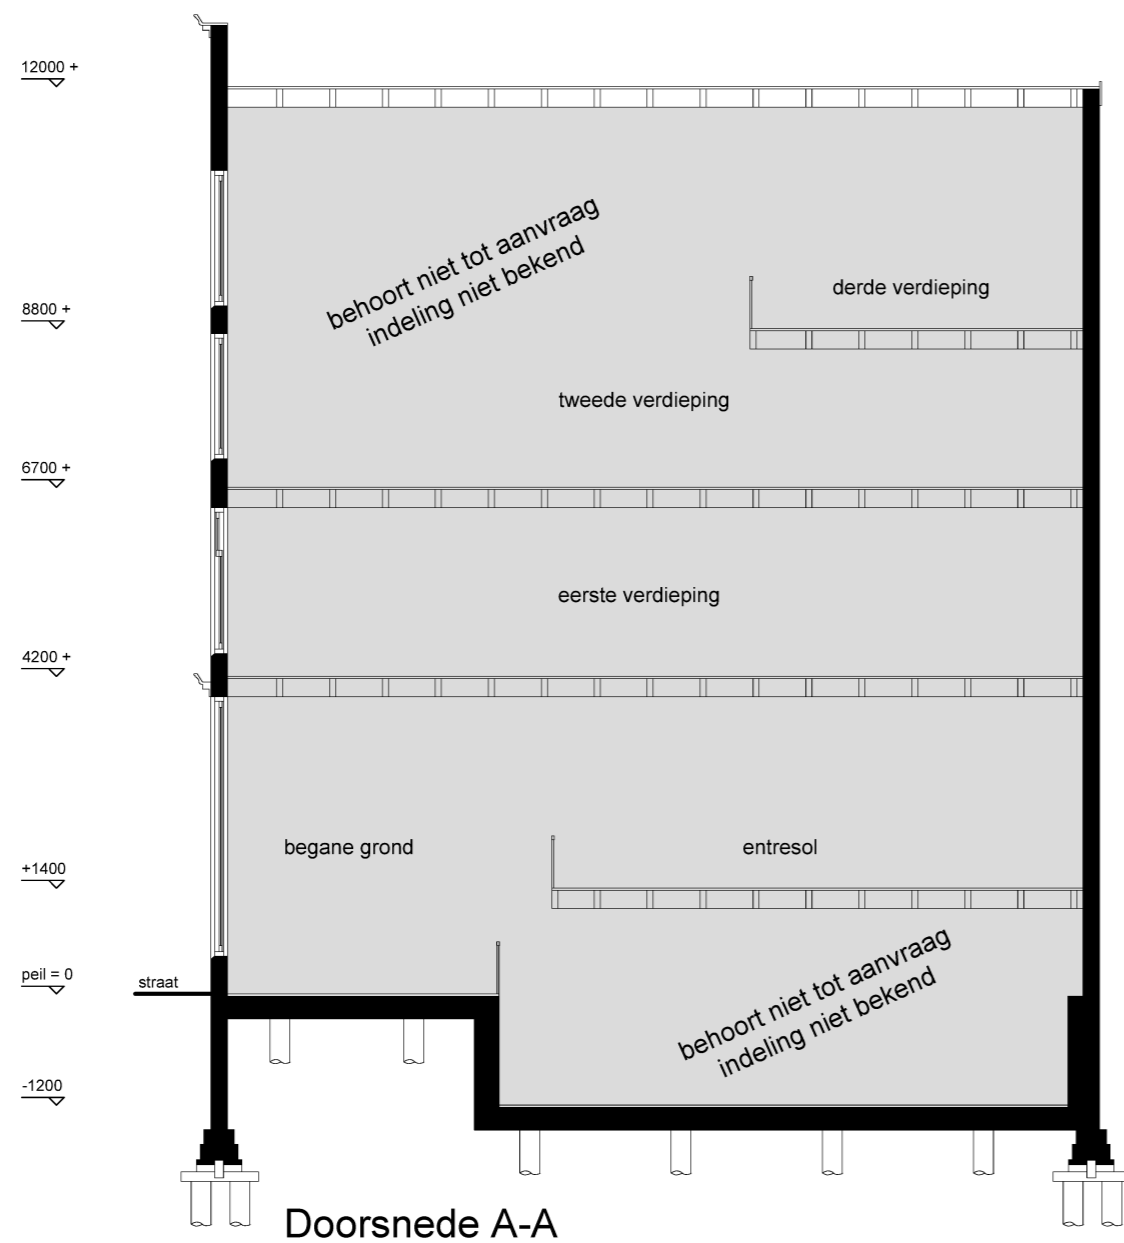 12000 +
behoort niet tot aanvraag
indeling niet bekend
derde verdieping
8800 +
tweede verdieping
6700 +
eerste verdieping
4200 +
begane grond
entresol
+1400
behoort niet tot aanvraag
indeling niet bekend
peil = 0
straat
-1200
Doorsnede A-A